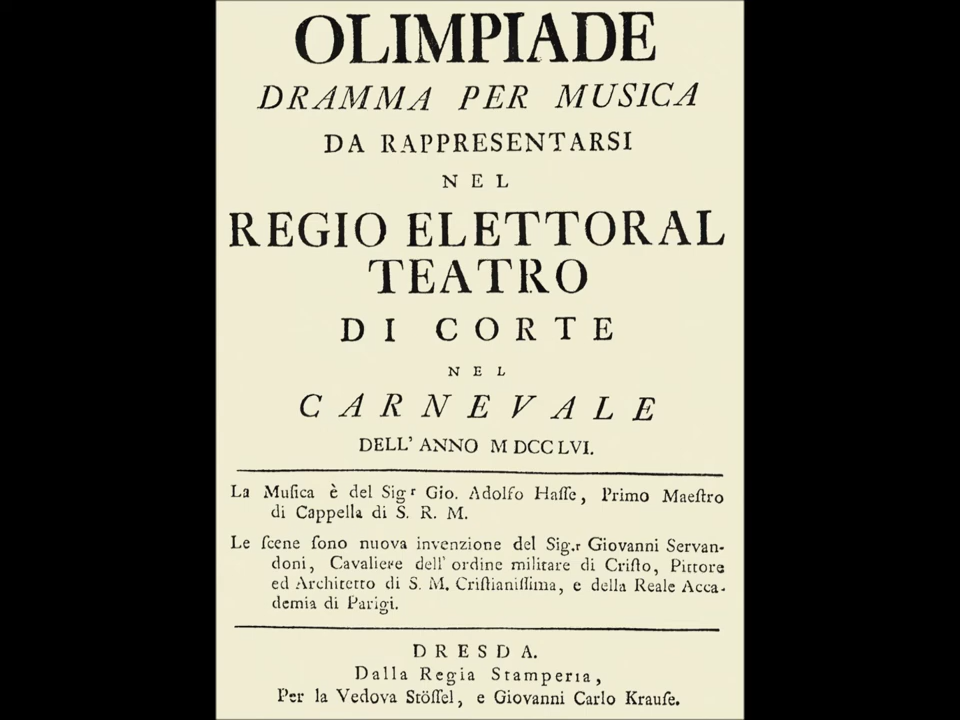 OLIMPIADE
DRAMMA PER MUSICA
DA RAPPRESENTARSI
NEL
REGIO ELETTORAL
TEATRO
DI CORTE
NEL
CARNEVALE
DELL' ANNO M DCC LVI.
La Muſica è del Sigʳ Gio. Adolfo Haſſe, Primo Maeſtro
di Cappella di S. R. M.
Le ſcene ſono nuova invenzione del Sig.r Giovanni Servan-
doni, Cavaliere dell' ordine militare di Criſto, Pittore
ed Architetto di S. M. Criſtianiſſima, e della Reale Acca-
demia di Parigi.
DRESDA.
Dalla Regia Stamperia,
Per la Vedova Stöſſel, e Giovanni Carlo Krauſe.